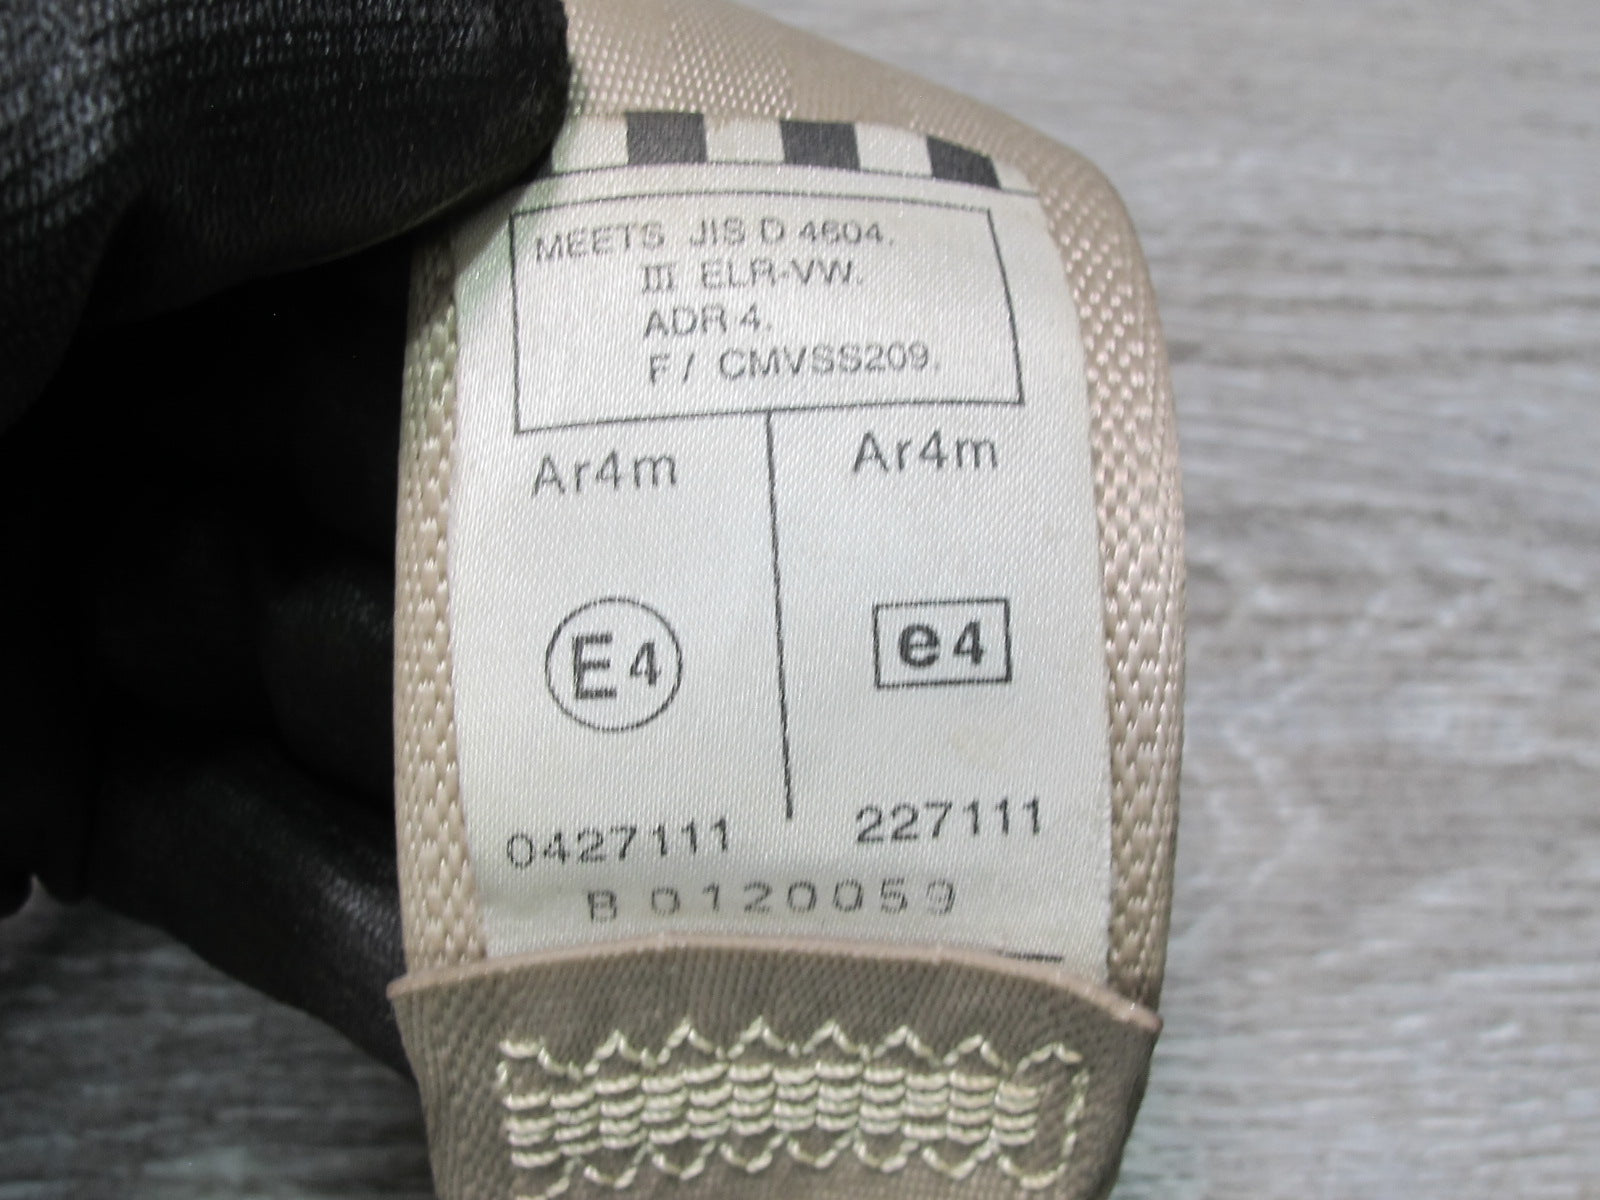 MEETS JIS D 4604.
III ELR-VW.
ADR 4.
F/ CMVSS209.
Ar4m
Ar4m
E4
e4
0427111
227111
B 0120059